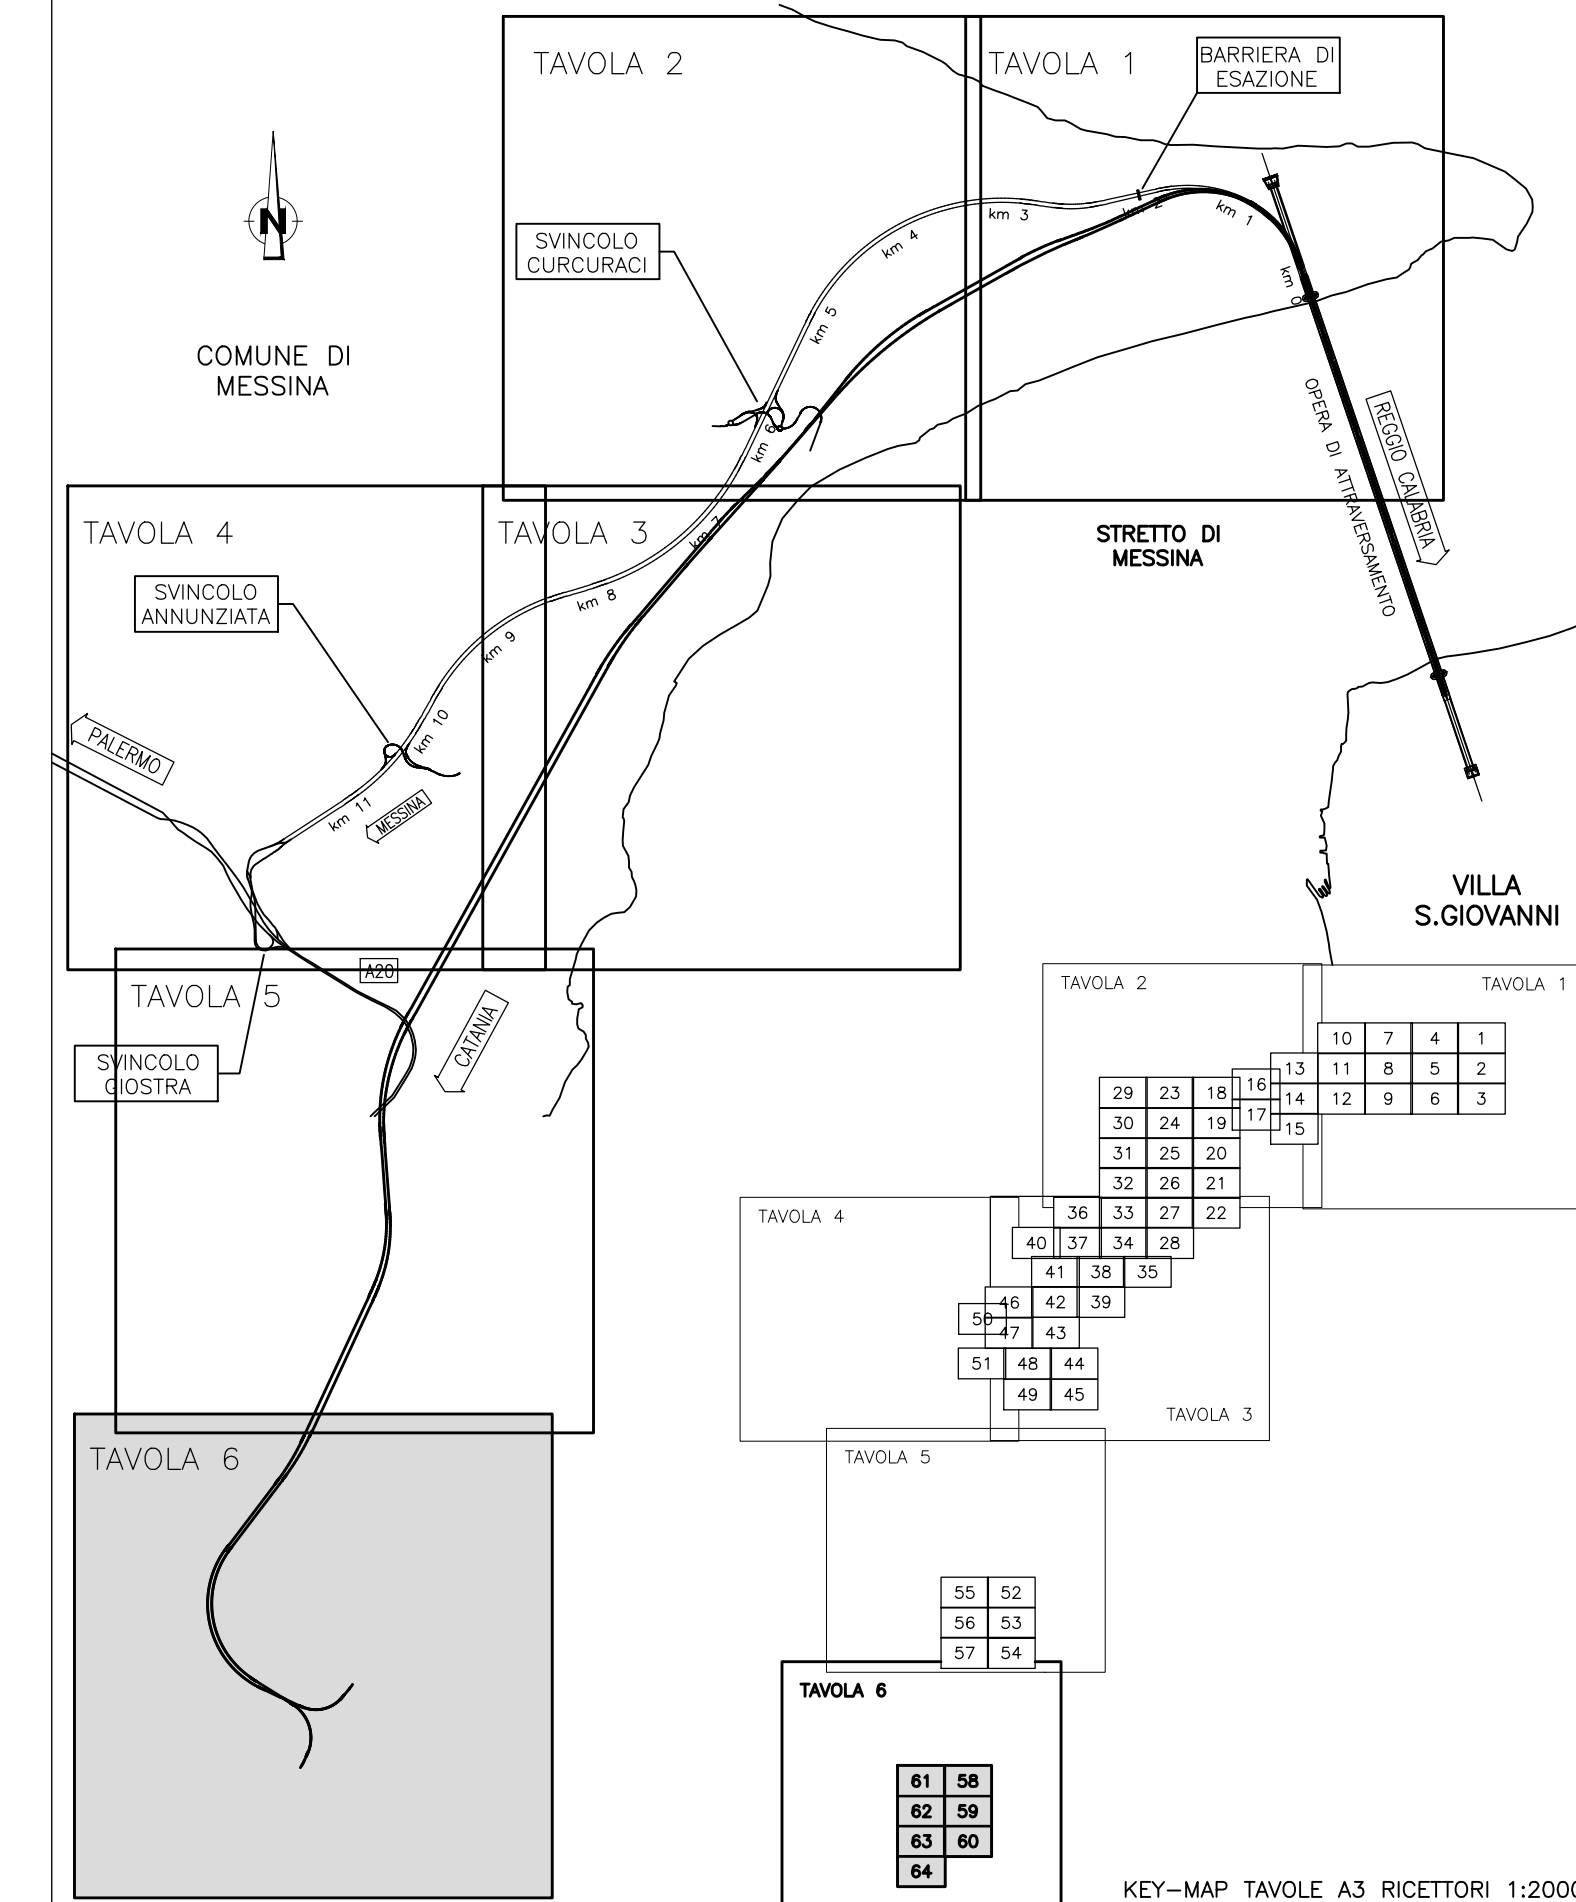 TAVOLA 2
TAVOLA 1
BARRIERA DI
ESAZIONE
N
SVINCOLO
CURCURACI
COMUNE DI
MESSINA
km 0
km 1
km 2
km 3
km 4
km 5
km 6
km 7
km 8
km 9
km 10
km 11
OPERA DI ATTRAVERSAMENTO
REGGIO CALABRIA
TAVOLA 4
TAVOLA 3
STRETTO DI
MESSINA
SVINCOLO
ANNUNZIATA
PALERMO
MESSINA
VILLA
S.GIOVANNI
A20
TAVOLA 5
CATANIA
SVINCOLO
GIOSTRA
TAVOLA 6
TAVOLA 2
TAVOLA 1
10 7 4 1
13 11 8 5 2
16 14 12 9 6 3
17 15
29 23 18
30 24 19
31 25 20
32 26 21
TAVOLA 4
36 33 27 22
40 37 34 28
41 38 35
46 42 39
50 47 43
51 48 44
49 45
TAVOLA 3
TAVOLA 5
55 52
56 53
57 54
TAVOLA 6
61 58
62 59
63 60
64
KEY-MAP TAVOLE A3 RICETTORI 1:2000